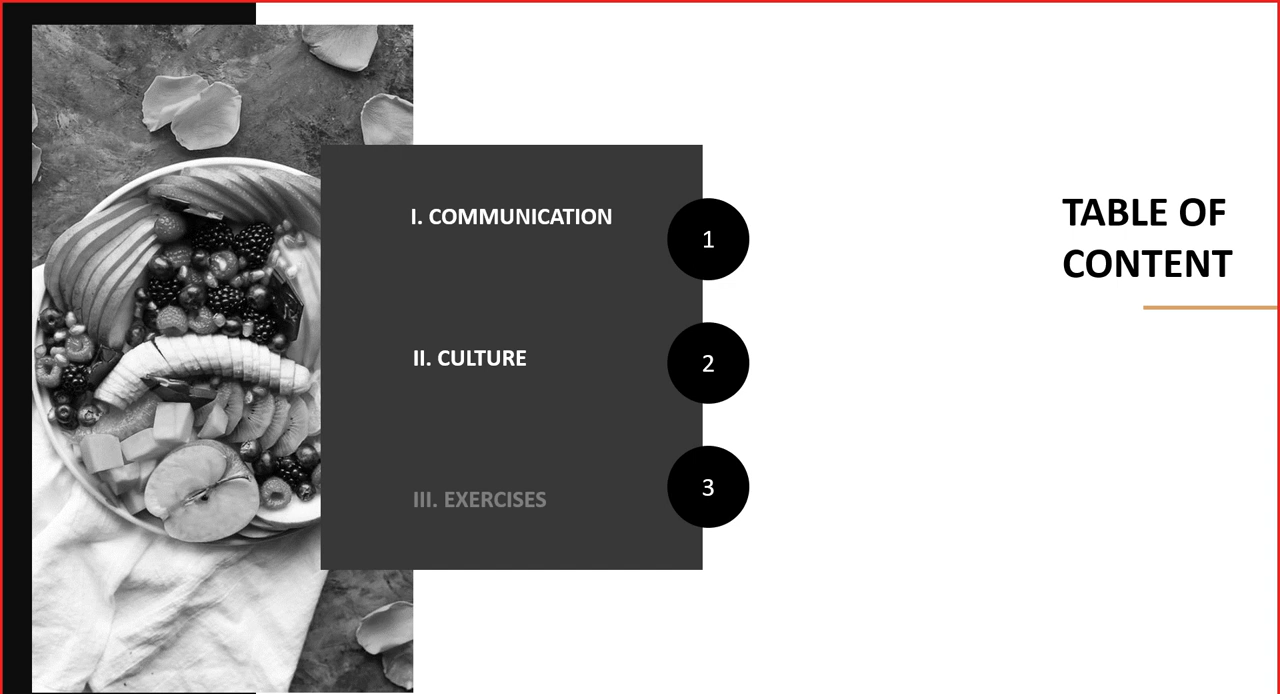 I. COMMUNICATION
1
II. CULTURE
2
III. EXERCISES
3
TABLE OF
CONTENT